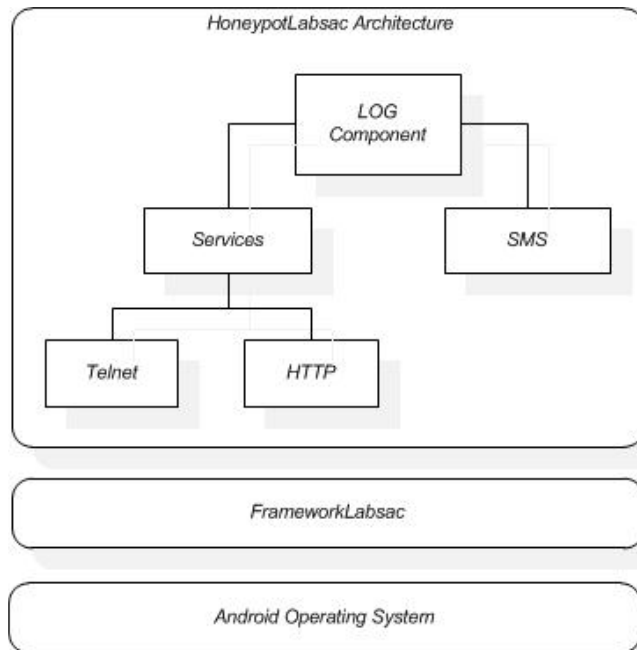 HoneypotLabsac Architecture
LOG
Component
Services
SMS
Telnet
HTTP
FrameworkLabsac
Android Operating System